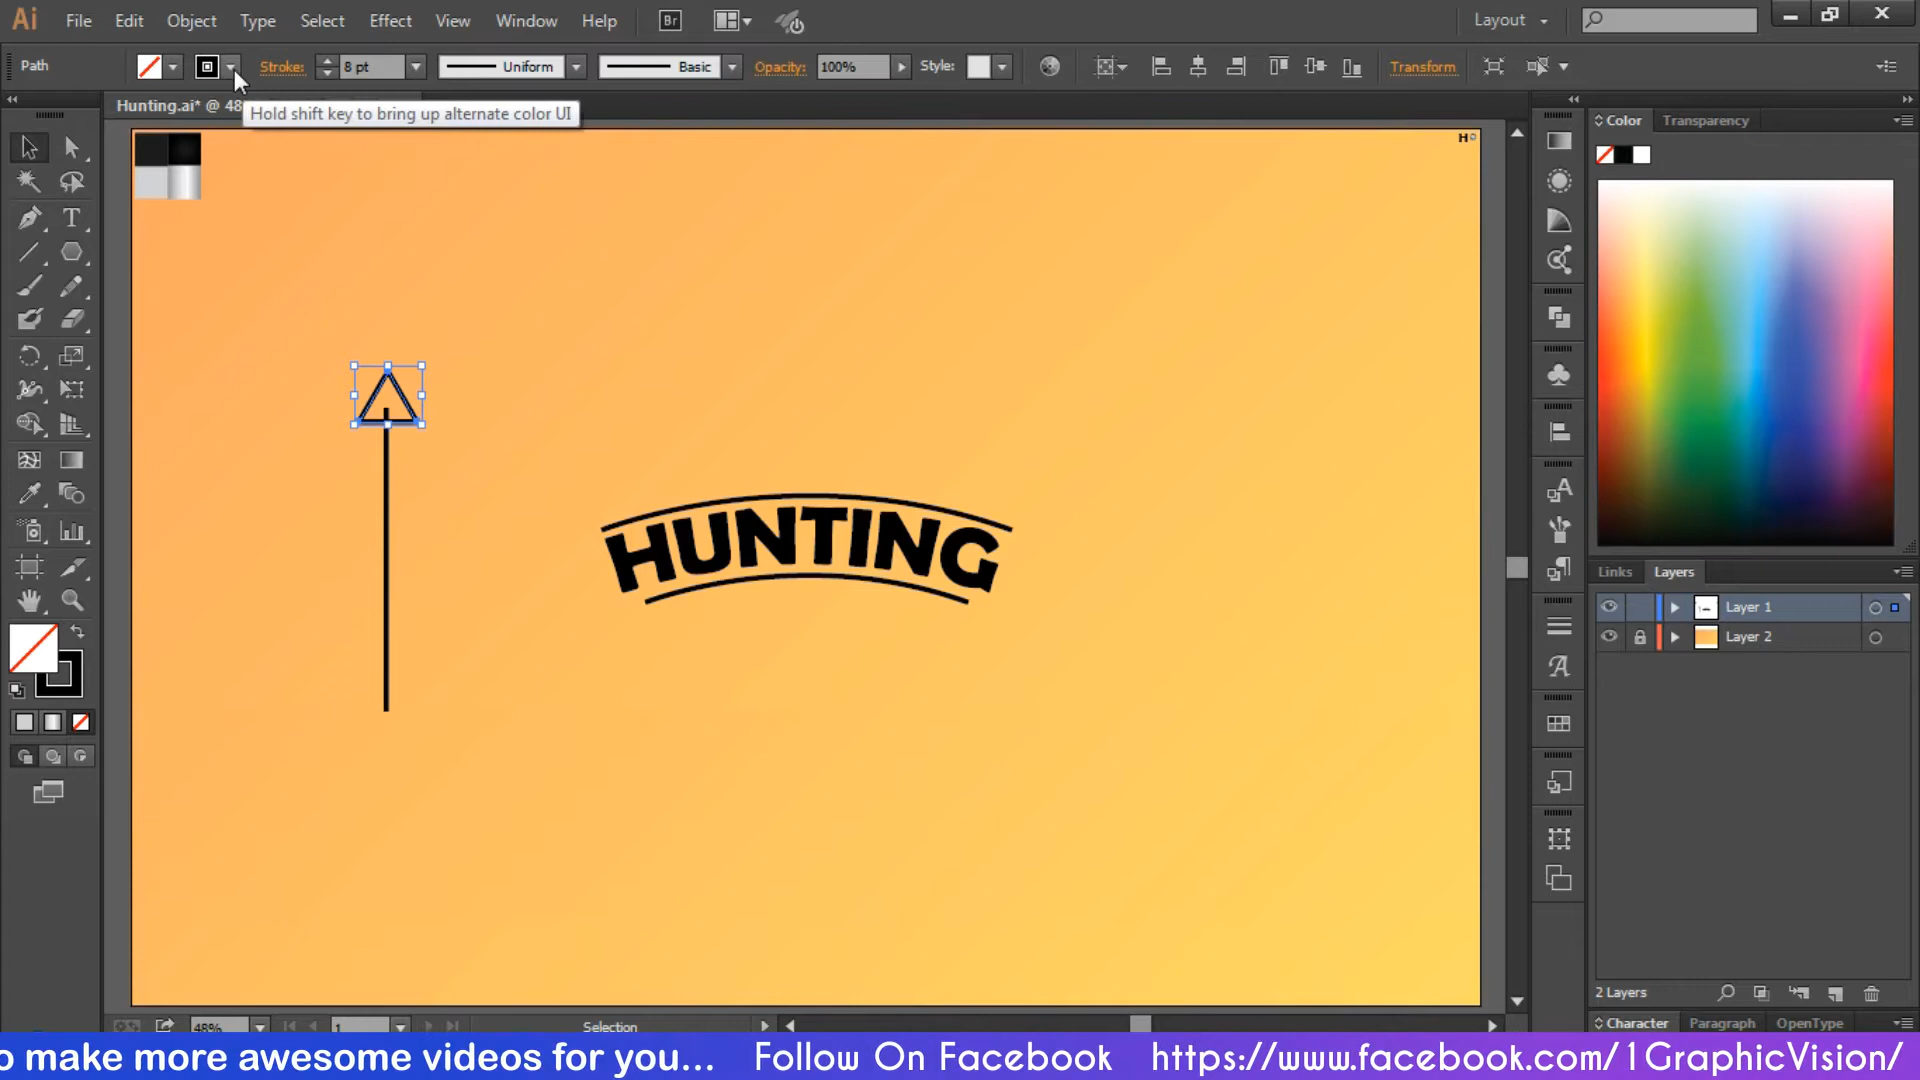 Ai File Edit Object Type Select Effect View Window Help Br Layout
Path Stroke: 8 pt Uniform Basic Opacity: 100% Style: Transform
Hunting.ai* @ 48
Hold shift key to bring up alternate color UI
Color Transparency
H
HUNTING
Links Layers
Layer 1
Layer 2
2 Layers
48% 1 Selection
Character Paragraph OpenType
o make more awesome videos for you... Follow On Facebook https://www.facebook.com/1GraphicVision/